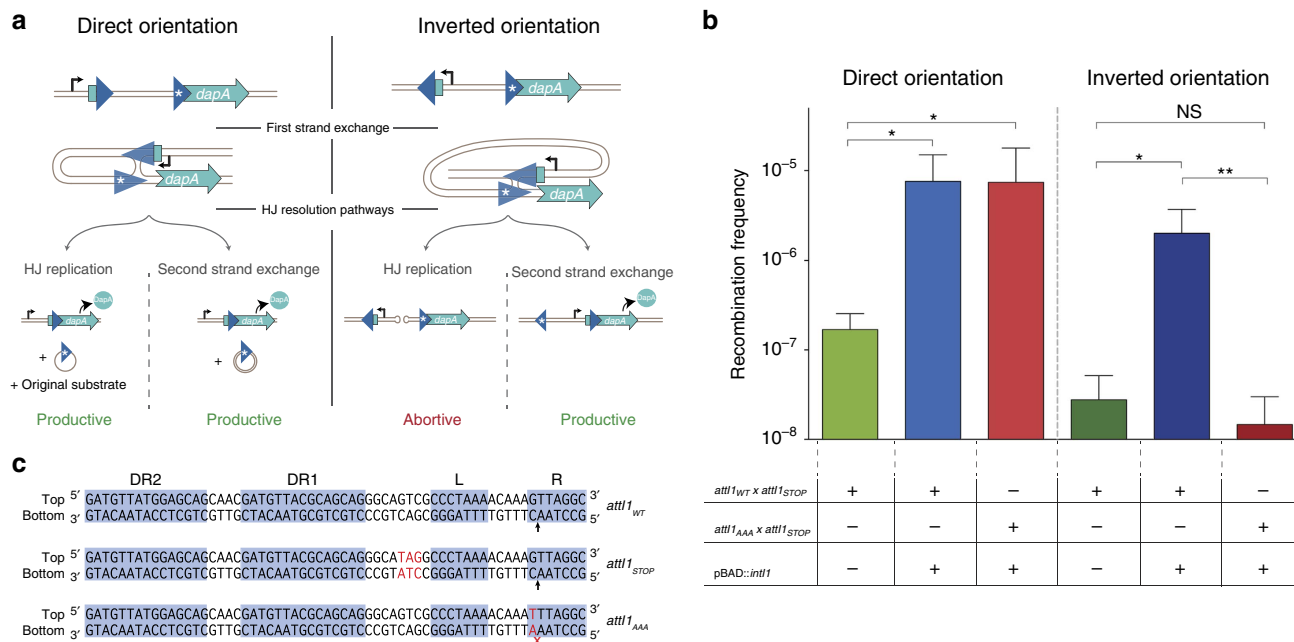 a
Direct orientation
Inverted orientation
* dapA
* dapA
First strand exchange
* dapA
* dapA
HJ resolution pathways
HJ replication
Second strand exchange
HJ replication
Second strand exchange
DapA
dapA
DapA
dapA
* dapA
DapA
* dapA
+ *
+ *
+ Original substrate
Productive
Productive
Abortive
Productive
b
Direct orientation
Inverted orientation
NS
*
*
*
**
Recombination frequency
10−5
10−6
10−7
10−8
attI1WT x attI1STOP + + − + + −
attI1AAA x attI1STOP − − + − − +
pBAD::intI1 − + + − + +
c
DR2 DR1 L R
Top 5′ GATGTTATGGAGCAGCAACGATGTTACGCAGCAGGGCAGTCGCCCTAAAACAAAGTTAGGC 3′
Bottom 3′ GTACAATACCTCGTCGTTGCTACAATGCGTCGTCCCGTCAGCGGGATTTTGTTTCAATCCG 5′
attI1WT
Top 5′ GATGTTATGGAGCAGCAACGATGTTACGCAGCAGGGCATAGGCCCTAAAACAAAGTTAGGC 3′
Bottom 3′ GTACAATACCTCGTCGTTGCTACAATGCGTCGTCCCGTATCCGGGATTTTGTTTCAATCCG 5′
attI1STOP
Top 5′ GATGTTATGGAGCAGCAACGATGTTACGCAGCAGGGCAGTCGCCCTAAAACAAATTTAGGC 3′
Bottom 3′ GTACAATACCTCGTCGTTGCTACAATGCGTCGTCCCGTCAGCGGGATTTTGTTTAAATCCG 5′
attI1AAA
x